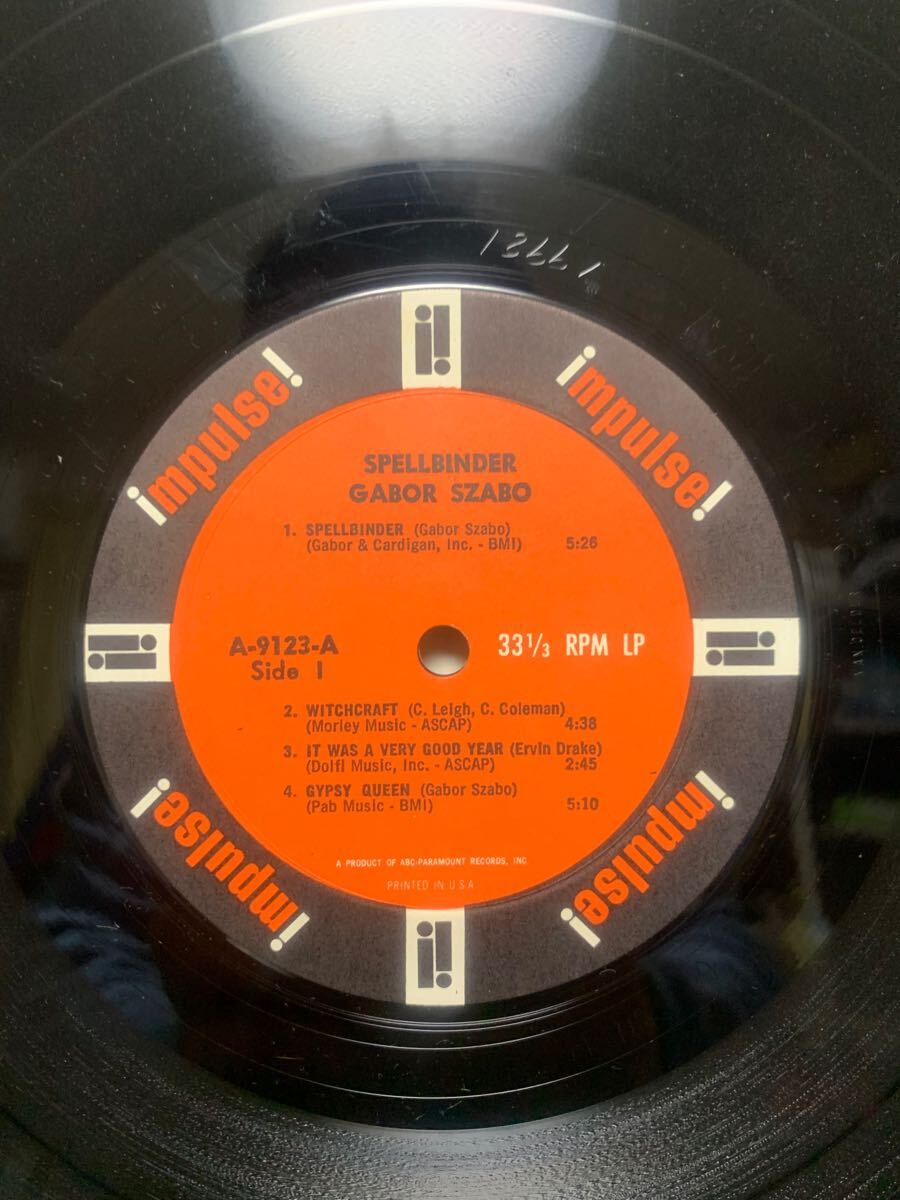 impulse!
impulse!
SPELLBINDER
GABOR SZABO
1. SPELLBINDER (Gabor Szabo)
(Gabor & Cardigan, Inc. - BMI) 5:26
A-9123-A
Side 1
33 1/3 RPM LP
2. WITCHCRAFT (C. Leigh, C. Coleman)
(Morley Music - ASCAP) 4:38
3. IT WAS A VERY GOOD YEAR (Ervin Drake)
(Dolfi Music, Inc. - ASCAP) 2:45
4. GYPSY QUEEN (Gabor Szabo)
(Pab Music - BMI) 5:10
A PRODUCT OF ABC-PARAMOUNT RECORDS, INC.
PRINTED IN U.S.A.
impulse!
impulse!